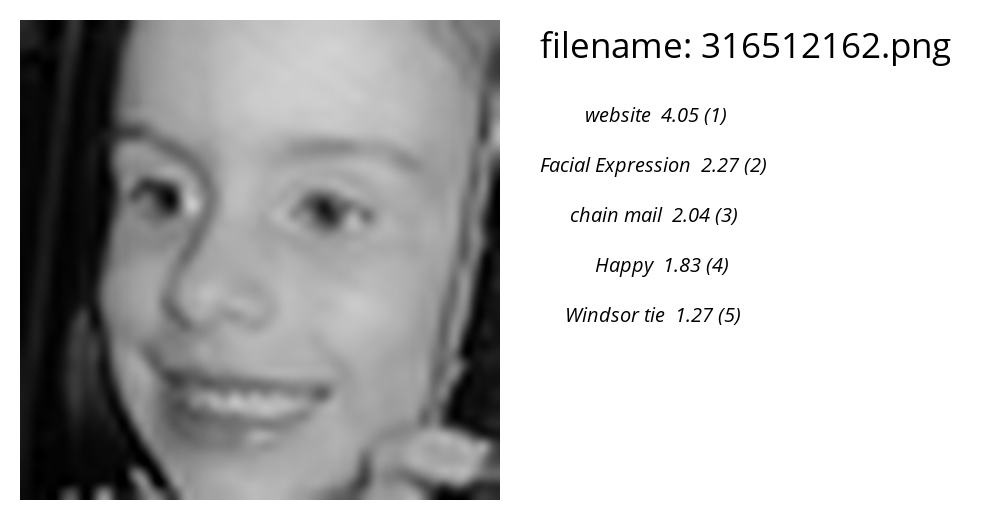 filename: 316512162.png
website 4.05 (1)
Facial Expression 2.27 (2)
chain mail 2.04 (3)
Happy 1.83 (4)
Windsor tie 1.27 (5)